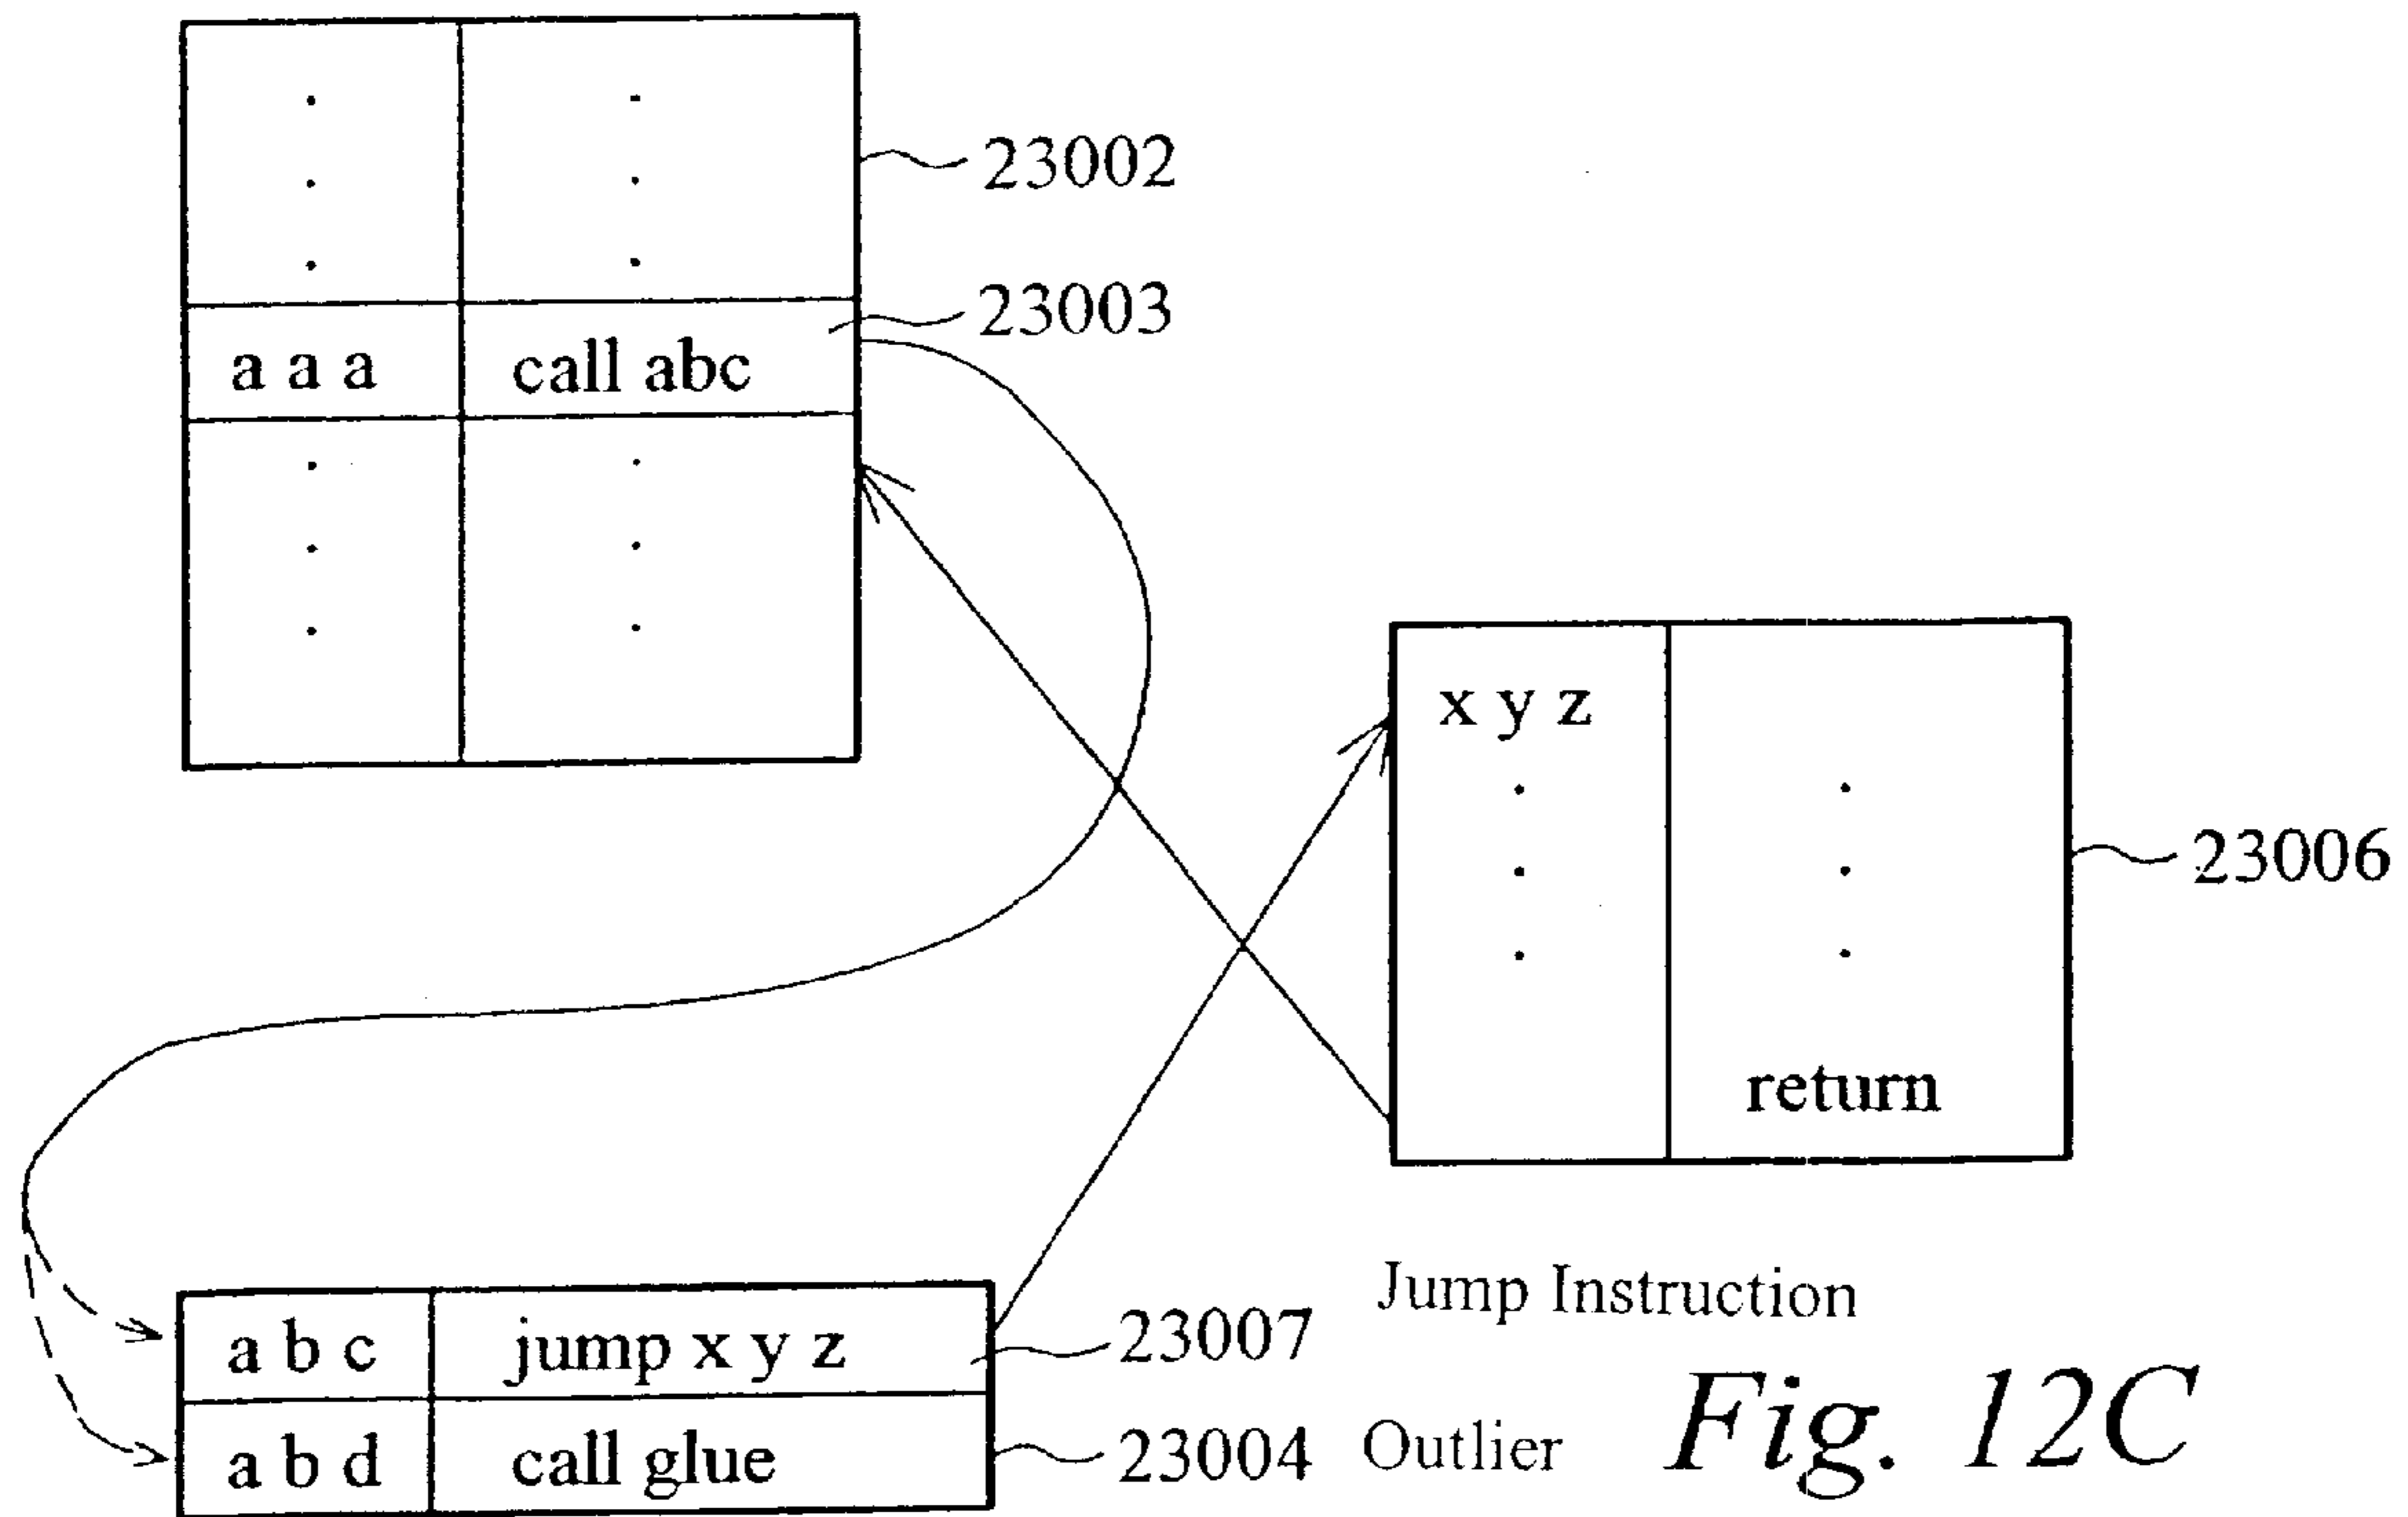 23002
23003
a a a call abc
x y z
23006
return
Jump Instruction
a b c jump x y z 23007
a b d call glue 23004 Outlier
Fig. 12C